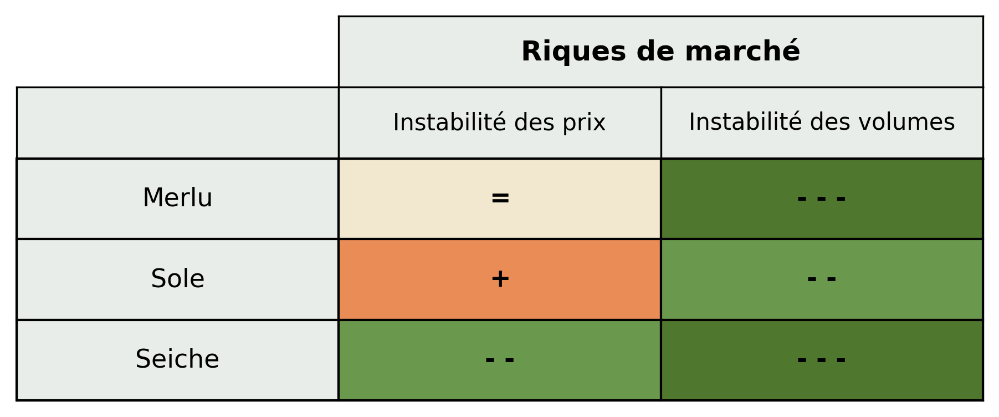 Riques de marché
Instabilité des prix Instabilité des volumes
Merlu = - - -
Sole + - -
Seiche - - - - -